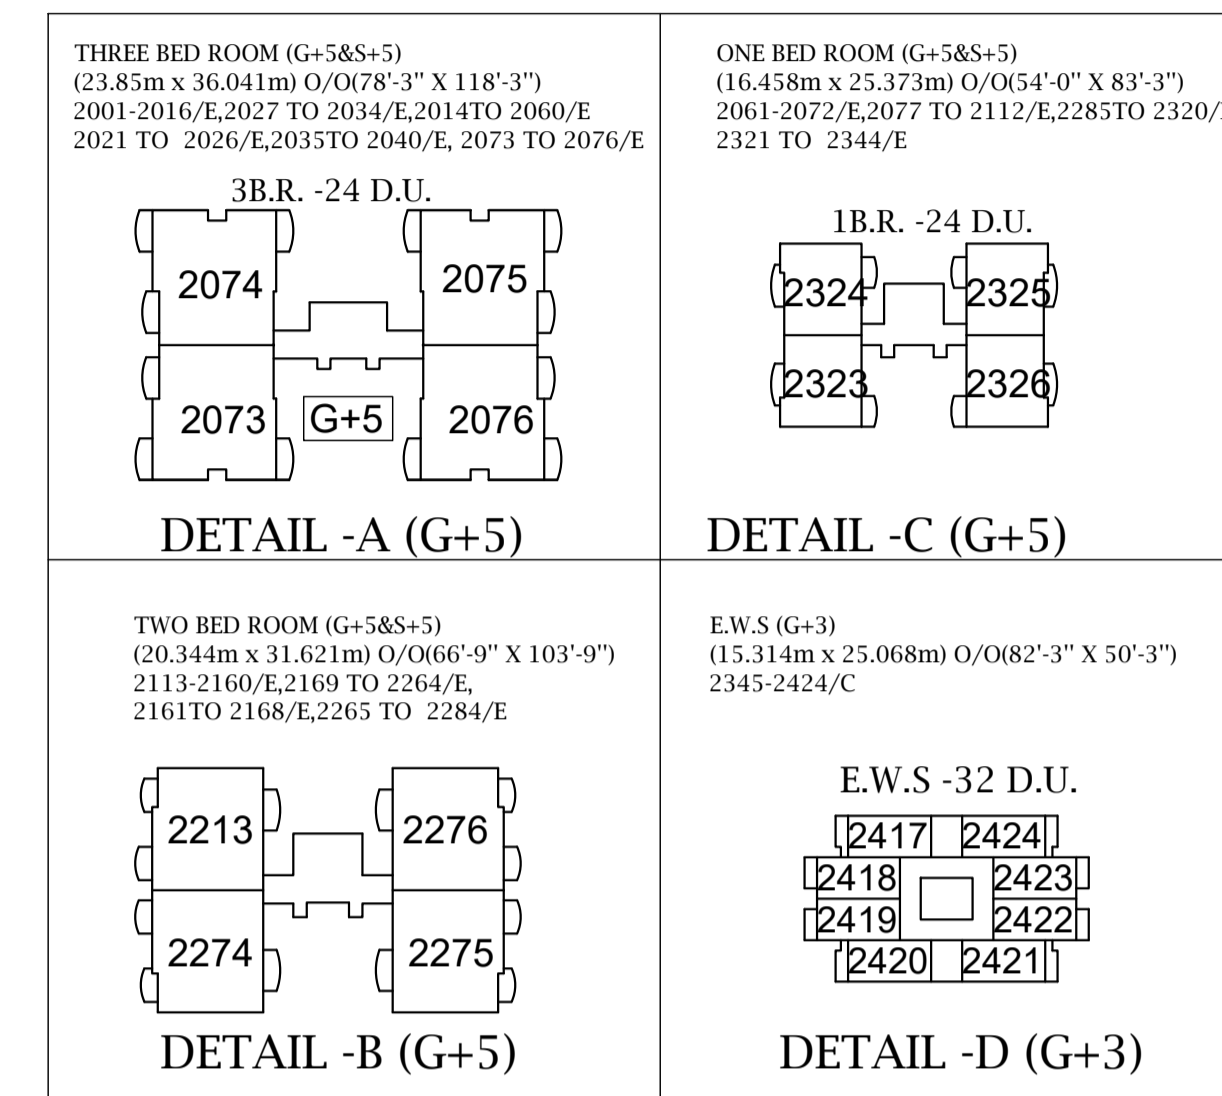 THREE BED ROOM (G+5&S+5)
(23.85m x 36.041m) O/O(78'-3" X 118'-3")
2001-2016/E,2027 TO 2034/E,2014TO 2060/E
2021 TO 2026/E,2035TO 2040/E, 2073 TO 2076/E
3B.R. -24 D.U.
2074
2075
2073
G+5
2076
DETAIL -A (G+5)
ONE BED ROOM (G+5&S+5)
(16.458m x 25.373m) O/O(54'-0" X 83'-3")
2061-2072/E,2077 TO 2112/E,2285TO 2320/
2321 TO 2344/E
1B.R. -24 D.U.
2324
2325
2323
2326
DETAIL -C (G+5)
TWO BED ROOM (G+5&S+5)
(20.344m x 31.621m) O/O(66'-9" X 103'-9")
2113-2160/E,2169 TO 2264/E,
2161TO 2168/E,2265 TO 2284/E
2213
2276
2274
2275
DETAIL -B (G+5)
E.W.S (G+3)
(15.314m x 25.068m) O/O(82'-3" X 50'-3")
2345-2424/C
E.W.S -32 D.U.
2417
2424
2418
2423
2419
2422
2420
2421
DETAIL -D (G+3)